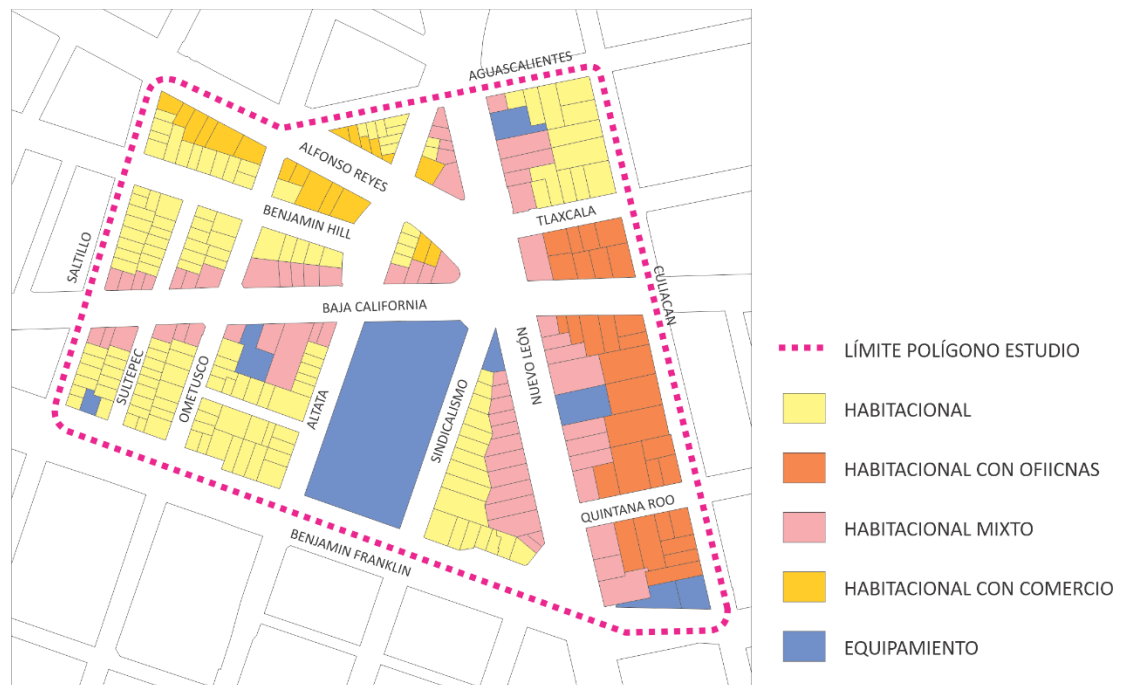 AGUASCALIENTES
ALFONSO REYES
BENJAMIN HILL
TLAXCALA
SALTILLO
CULIACAN
BAJA CALIFORNIA
SULTEPEC
OMETUSCO
ALTATA
SINDICALISMO
NUEVO LEÓN
QUINTANA ROO
BENJAMIN FRANKLIN
LÍMITE POLÍGONO ESTUDIO
HABITACIONAL
HABITACIONAL CON OFIICNAS
HABITACIONAL MIXTO
HABITACIONAL CON COMERCIO
EQUIPAMIENTO